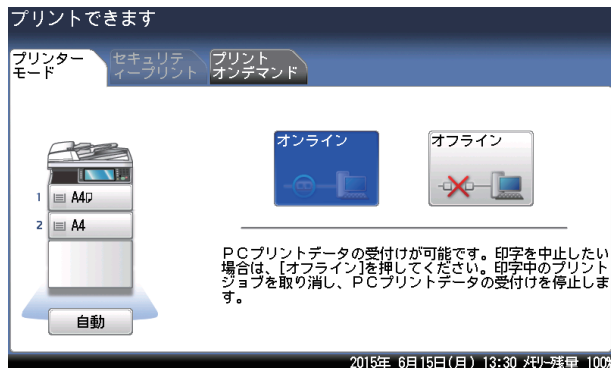 プリントできます
プリンター
モード
セキュリテ
ィープリント
プリント
オンデマンド
オンライン
オフライン
1 A4
2 A4
自動
PCプリントデータの受付けが可能です。印字を中止したい
場合は、[オフライン]を押してください。印字中のプリント
ジョブを取り消し、PCプリントデータの受付けを停止しま
す。
2015年 6月15日(月) 13:30 メモリー残量 100%